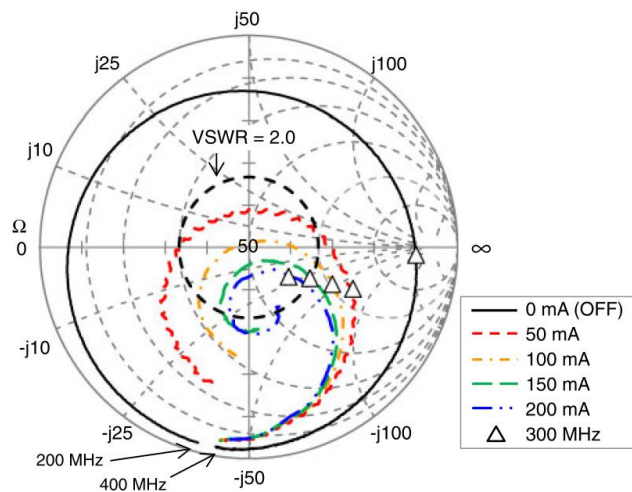 j50
j25
j100
VSWR = 2.0
j10
Ω
0
50
∞
-j10
0 mA (OFF)
50 mA
100 mA
150 mA
200 mA
300 MHz
-j25
-j100
200 MHz
400 MHz
-j50